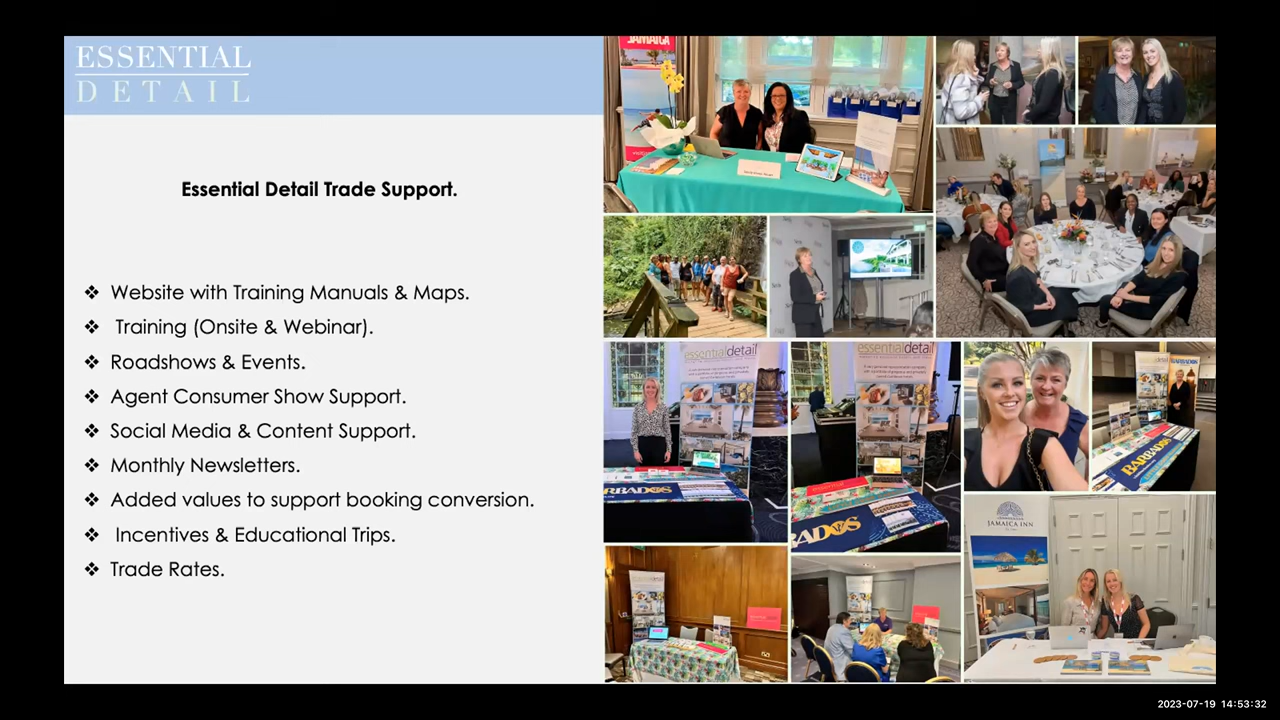 ESSENTIAL
DETAIL
Essential Detail Trade Support.
❖ Website with Training Manuals & Maps.
❖ Training (Onsite & Webinar).
❖ Roadshows & Events.
❖ Agent Consumer Show Support.
❖ Social Media & Content Support.
❖ Monthly Newsletters.
❖ Added values to support booking conversion.
❖ Incentives & Educational Trips.
❖ Trade Rates.
JAMAICA
essentialdetail
essentialdetail
BARBADOS
BARBADOS
BARBADOS
BADOS
JAMAICA INN
2023-07-19 14:53:32